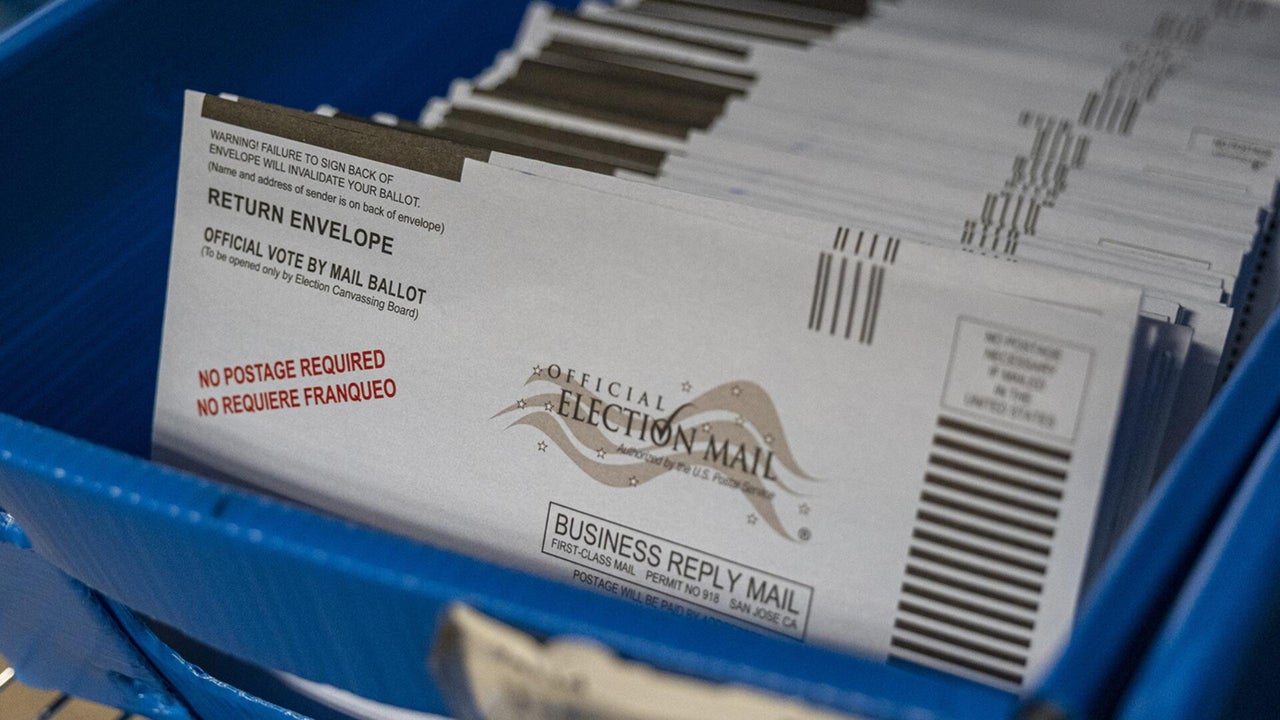 WARNING! FAILURE TO SIGN BACK OF
ENVELOPE WILL INVALIDATE YOUR BALLOT.
(Name and address of sender is on back of envelope)
RETURN ENVELOPE
OFFICIAL VOTE BY MAIL BALLOT
(To be opened only by Election Canvassing Board)
NO POSTAGE REQUIRED
NO REQUIERE FRANQUEO
OFFICIAL
ELECTION MAIL
Authorized by the U.S. Postal Service
®
NO POSTAGE
NECESSARY
IF MAILED
IN THE
UNITED STATES
BUSINESS REPLY MAIL
FIRST-CLASS MAIL PERMIT NO 918 SAN JOSE CA
POSTAGE WILL BE PAID BY